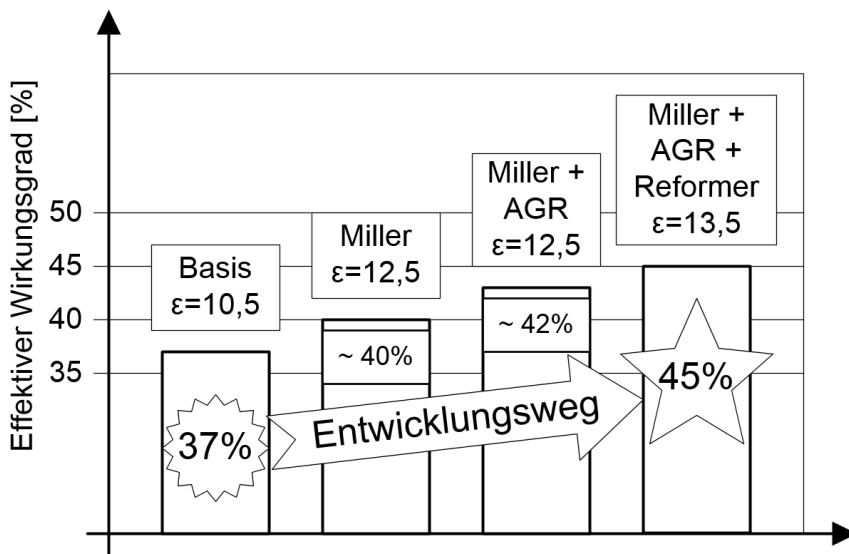 Effektiver Wirkungsgrad [%]
50
45
40
35
Basis
ε=10,5
Miller
ε=12,5
Miller +
AGR
ε=12,5
Miller +
AGR +
Reformer
ε=13,5
37%
~ 40%
~ 42%
45%
Entwicklungsweg